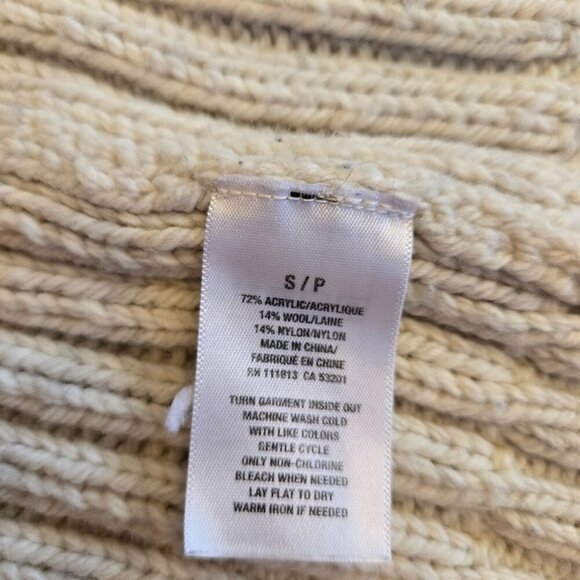 S / P
72% ACRYLIC/ACRYLIQUE
14% WOOL/LAINE
14% NYLON/NYLON
MADE IN CHINA/
FABRIQUÉ EN CHINE
RN 111813 CA 53201
TURN GARMENT INSIDE OUT
MACHINE WASH COLD
WITH LIKE COLORS
GENTLE CYCLE
ONLY NON-CHLORINE
BLEACH WHEN NEEDED
LAY FLAT TO DRY
WARM IRON IF NEEDED